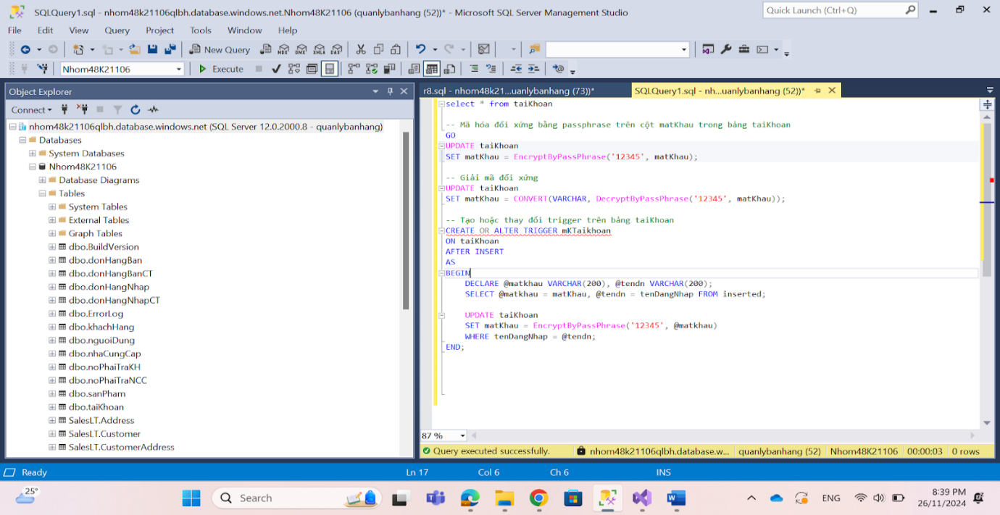 SQLQuery1.sql - nhom48k21106qlbh.database.windows.net.Nhom48K21106 (quanlybanhang (52))* - Microsoft SQL Server Management Studio
Quick Launch (Ctrl+Q)
File Edit View Query Project Tools Window Help
New Query
MDX DMX XMLA DAX
Nhom48K21106
Execute
Object Explorer
Connect
nhom48k21106qlbh.database.windows.net (SQL Server 12.0.2000.8 - quanlybanhang)
Databases
System Databases
Nhom48K21106
Database Diagrams
Tables
System Tables
External Tables
Graph Tables
dbo.BuildVersion
dbo.donHangBan
dbo.donHangBanCT
dbo.donHangNhap
dbo.donHangNhapCT
dbo.ErrorLog
dbo.khachHang
dbo.nguoiDung
dbo.nhaCungCap
dbo.noPhaiTraKH
dbo.noPhaiTraNCC
dbo.sanPham
dbo.taiKhoan
SalesLT.Address
SalesLT.Customer
SalesLT.CustomerAddress
r8.sql - nhom48k21...uanlybanhang (73))*
SQLQuery1.sql - nh...uanlybanhang (52))*
select * from taiKhoan
-- Mã hóa đối xứng bằng passphrase trên cột matKhau trong bảng taiKhoan
GO
UPDATE taiKhoan
SET matKhau = EncryptByPassPhrase('12345', matKhau);
-- Giải mã đối xứng
UPDATE taiKhoan
SET matKhau = CONVERT(VARCHAR, DecryptByPassPhrase('12345', matKhau));
-- Tạo hoặc thay đổi trigger trên bảng taiKhoan
CREATE OR ALTER TRIGGER mKTaikhoan
ON taiKhoan
AFTER INSERT
AS
BEGIN
DECLARE @matkhau VARCHAR(200), @tendn VARCHAR(200);
SELECT @matkhau = matKhau, @tendn = tenDangNhap FROM inserted;
UPDATE taiKhoan
SET matKhau = EncryptByPassPhrase('12345', @matkhau)
WHERE tenDangNhap = @tendn;
END;
87 %
Query executed successfully.
nhom48k21106qlbh.database.w... quanlybanhang (52) Nhom48K21106 00:00:03 0 rows
Ready
Ln 17 Col 6 Ch 6 INS
25°
Search
ENG
8:39 PM
26/11/2024